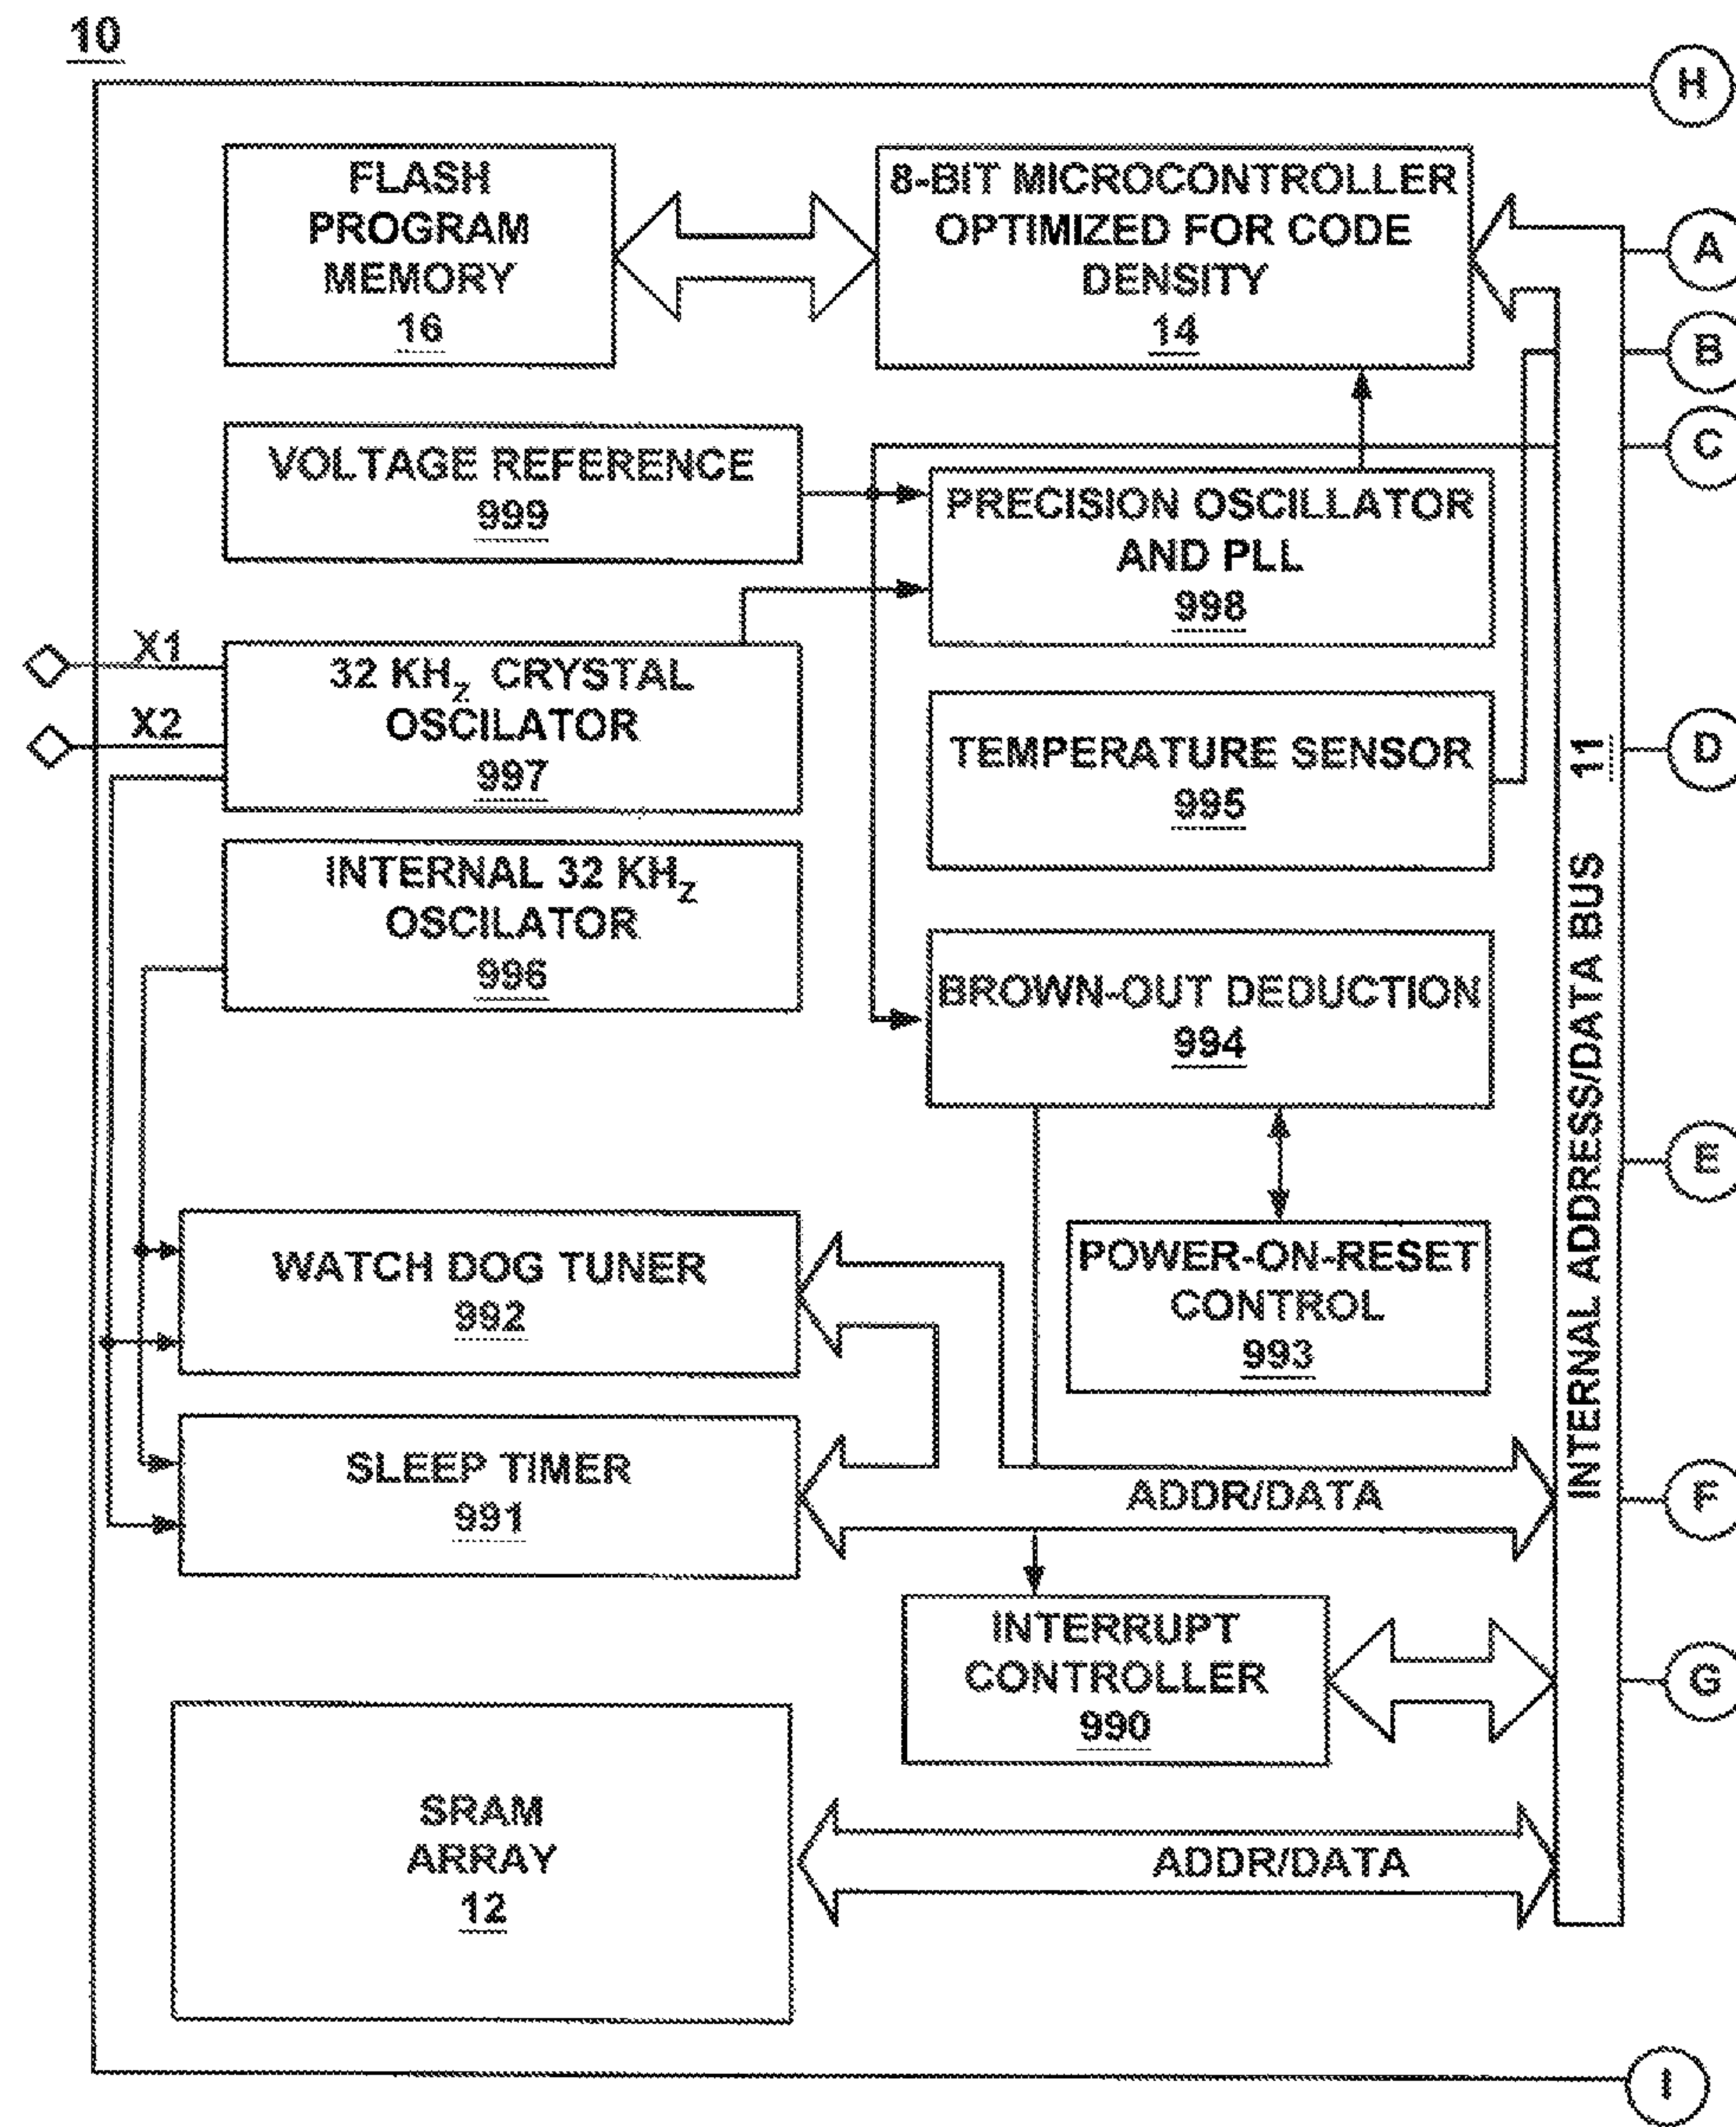 10
H
FLASH
PROGRAM
MEMORY
16
8-BIT MICROCONTROLLER
OPTIMIZED FOR CODE
DENSITY
14
A
B
C
VOLTAGE REFERENCE
999
PRECISION OSCILLATOR
AND PLL
998
X1
X2
32 KHZ CRYSTAL
OSCILATOR
997
TEMPERATURE SENSOR
995
D
INTERNAL 32 KHZ
OSCILATOR
996
BROWN-OUT DEDUCTION
994
INTERNAL ADDRESS/DATA BUS 11
E
WATCH DOG TUNER
992
POWER-ON-RESET
CONTROL
993
SLEEP TIMER
991
ADDR/DATA
F
INTERRUPT
CONTROLLER
990
G
SRAM
ARRAY
12
ADDR/DATA
I